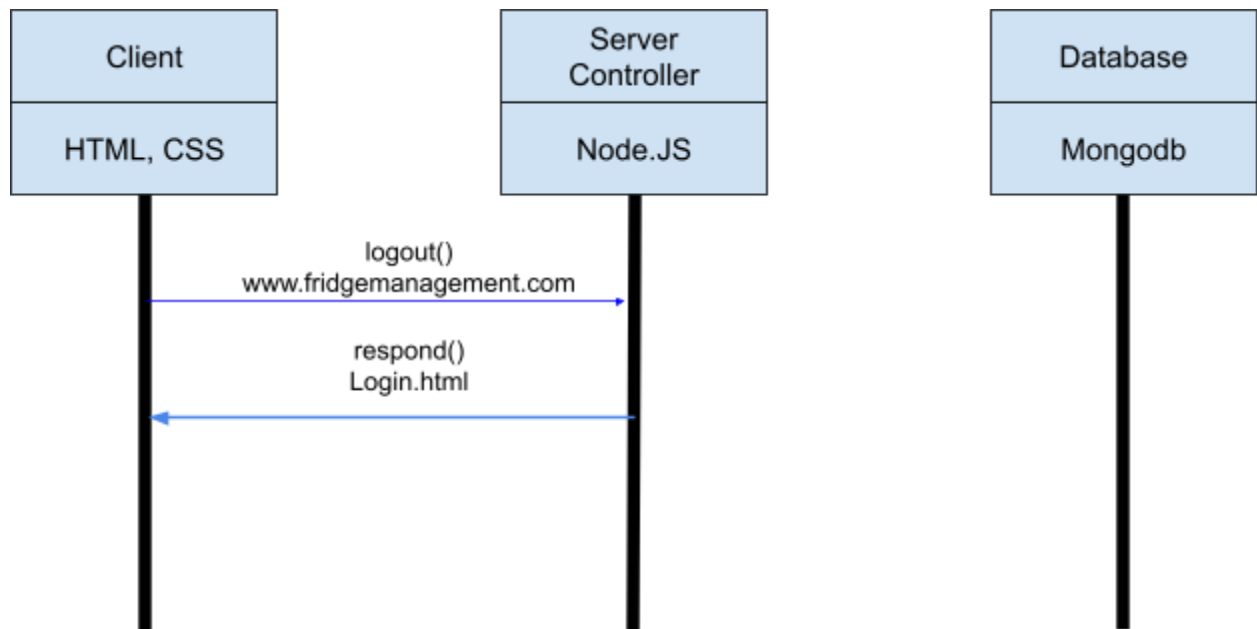 Client
HTML, CSS
Server
Controller
Node.JS
Database
Mongodb
logout()
www.fridgemanagement.com
respond()
Login.html